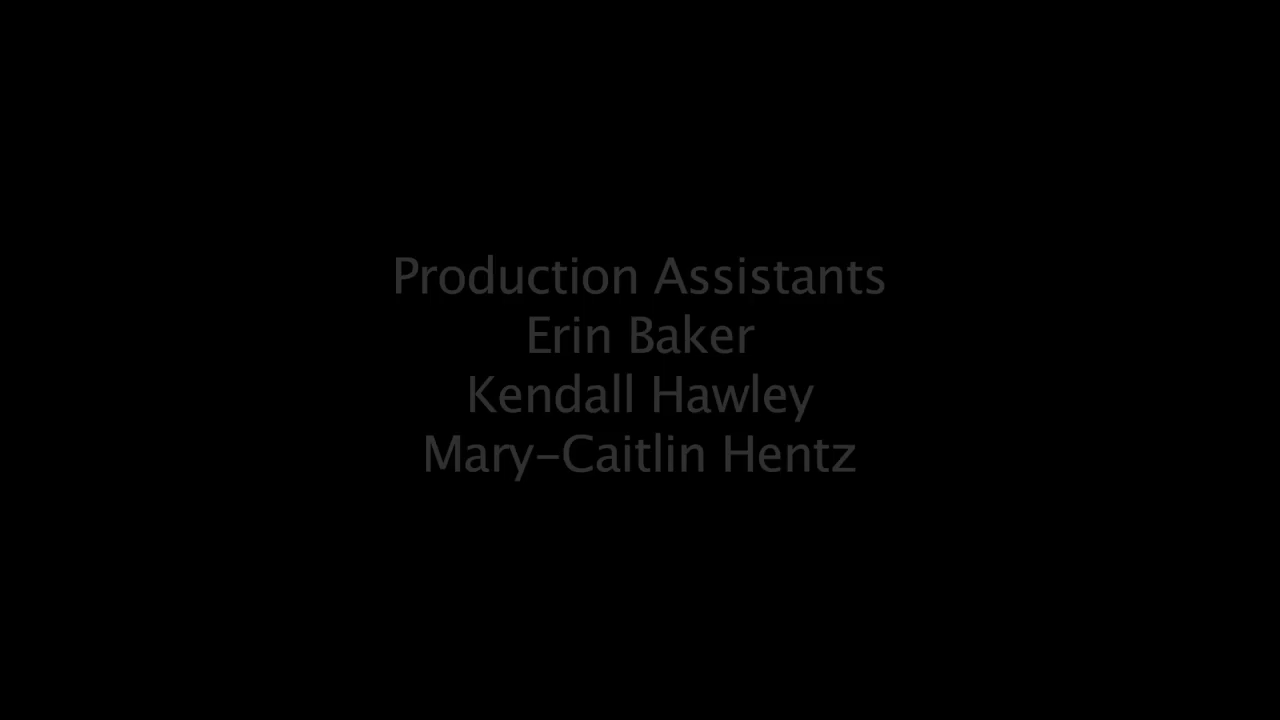 Production Assistants
Erin Baker
Kendall Hawley
Mary-Caitlin Hentz